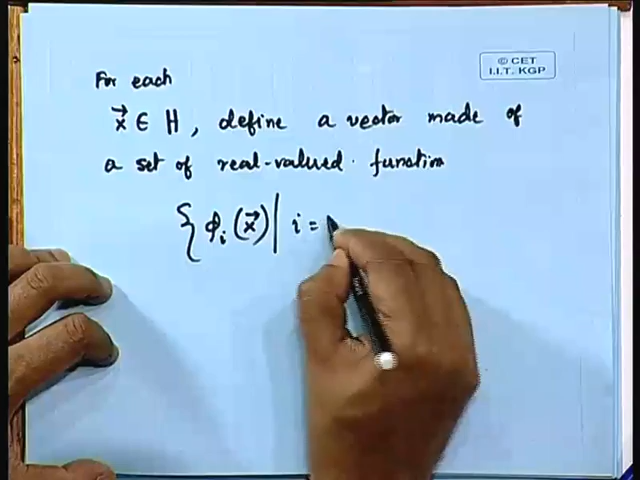 © CET
I.I.T. KGP
For each
x⃗ ∈ H, define a vector made of
a set of real-valued function
{ φᵢ(x⃗) | i =